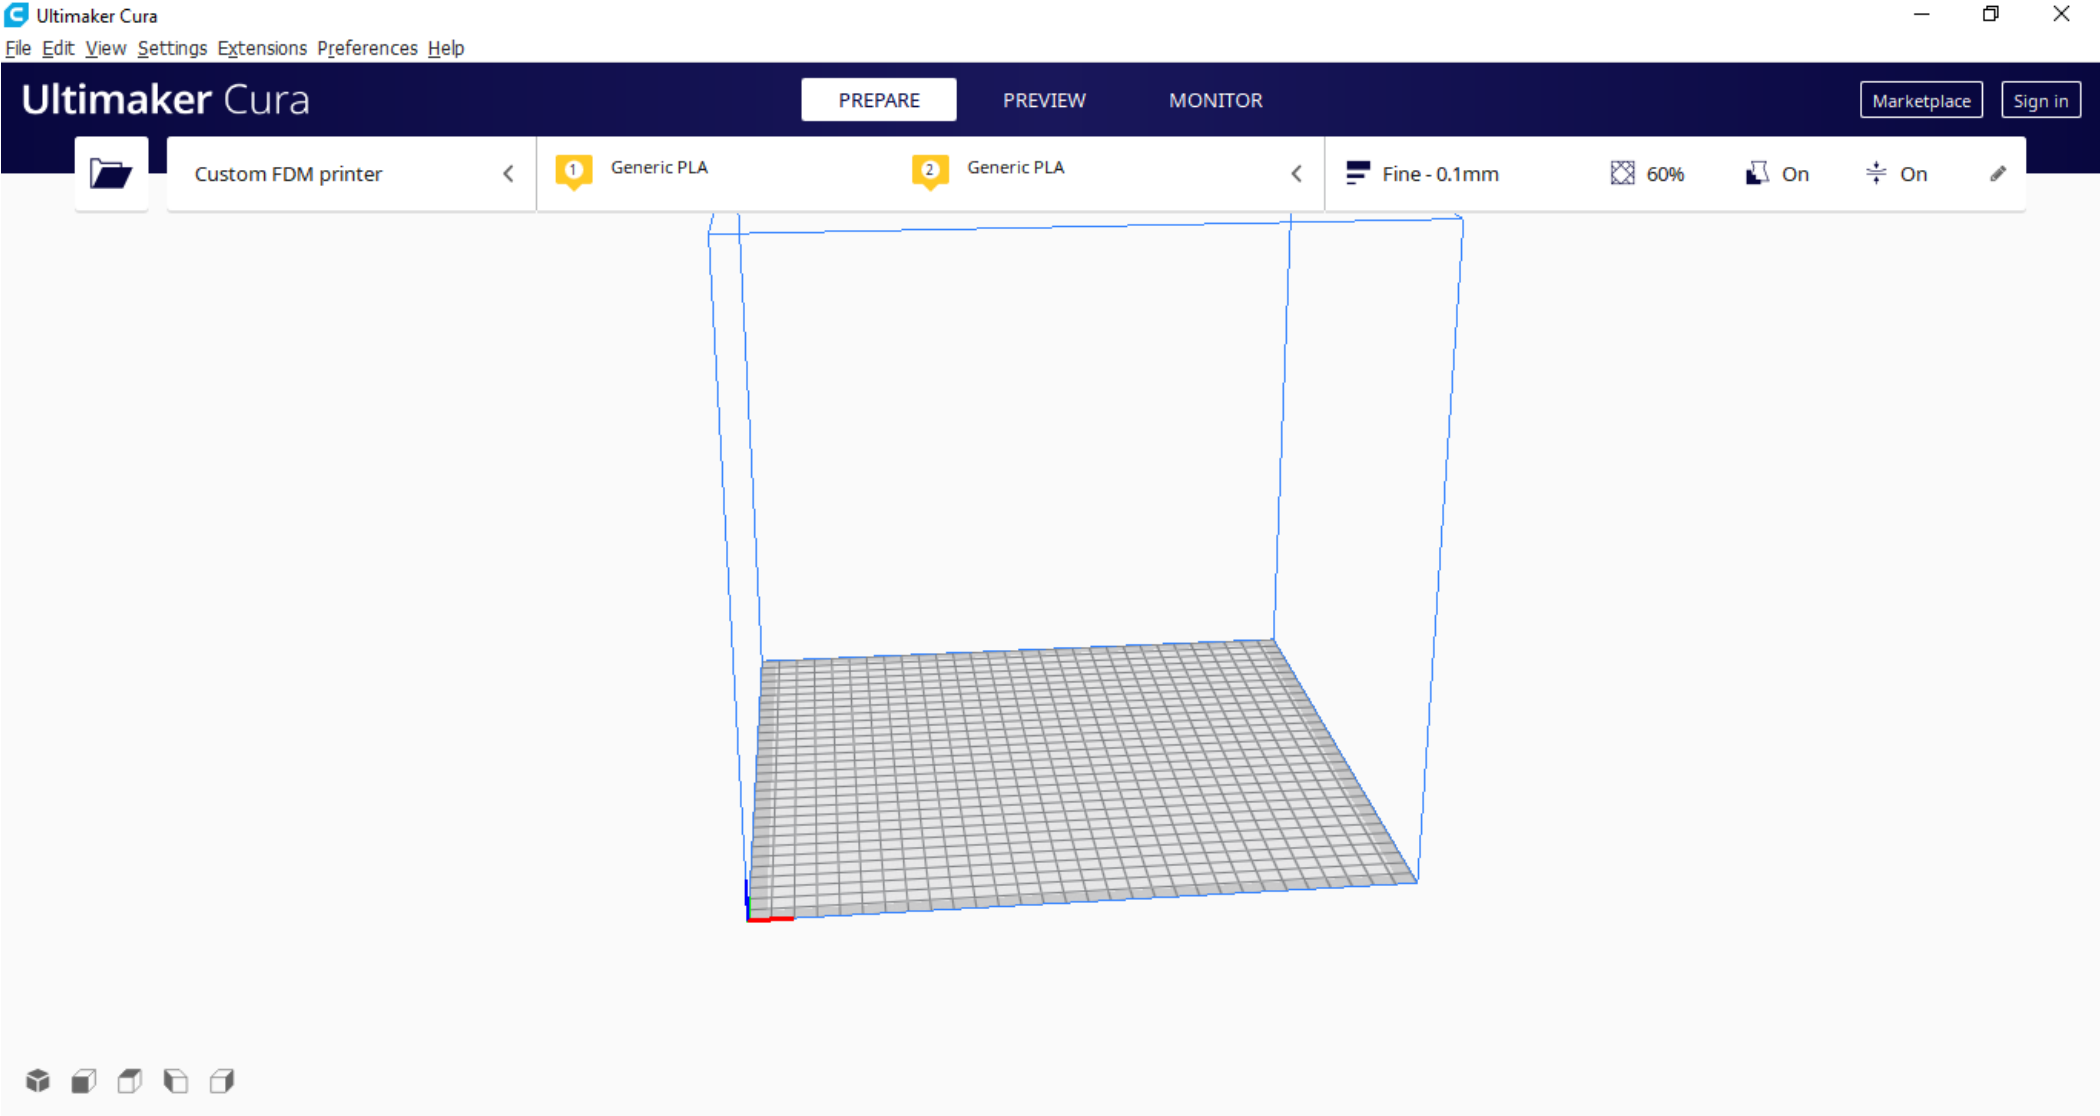 Ultimaker Cura
File Edit View Settings Extensions Preferences Help
Ultimaker Cura PREPARE PREVIEW MONITOR Marketplace Sign in
Custom FDM printer 1 Generic PLA 2 Generic PLA Fine - 0.1mm 60% On On